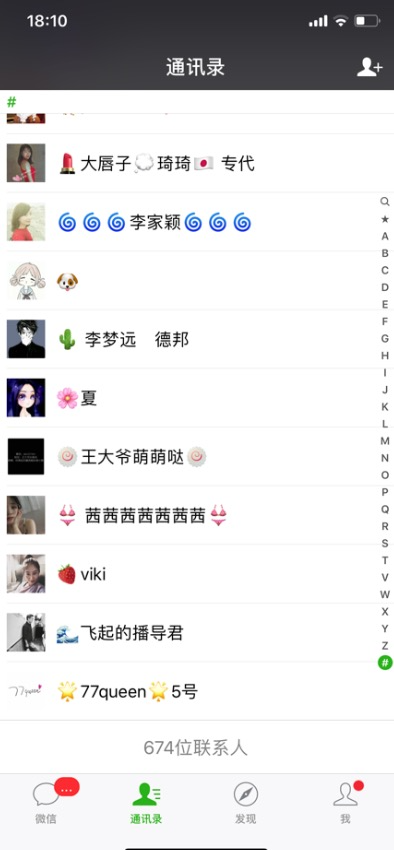 18:10
通讯录
#
💄大唇子💭琦琦🇯🇵 专代
🌀🌀🌀李家颖🌀🌀🌀
🐶
🌵 李梦远 德邦
🌸夏
🍥王大爷萌萌哒🍥
👙 茜茜茜茜茜茜茜👙
🍓viki
🌊飞起的播导君
77queen
🌟77queen🌟5号
★
A
B
C
D
E
F
G
H
I
J
K
L
M
N
O
P
Q
R
S
T
V
W
X
Y
Z
#
674位联系人
...
微信
通讯录
发现
我